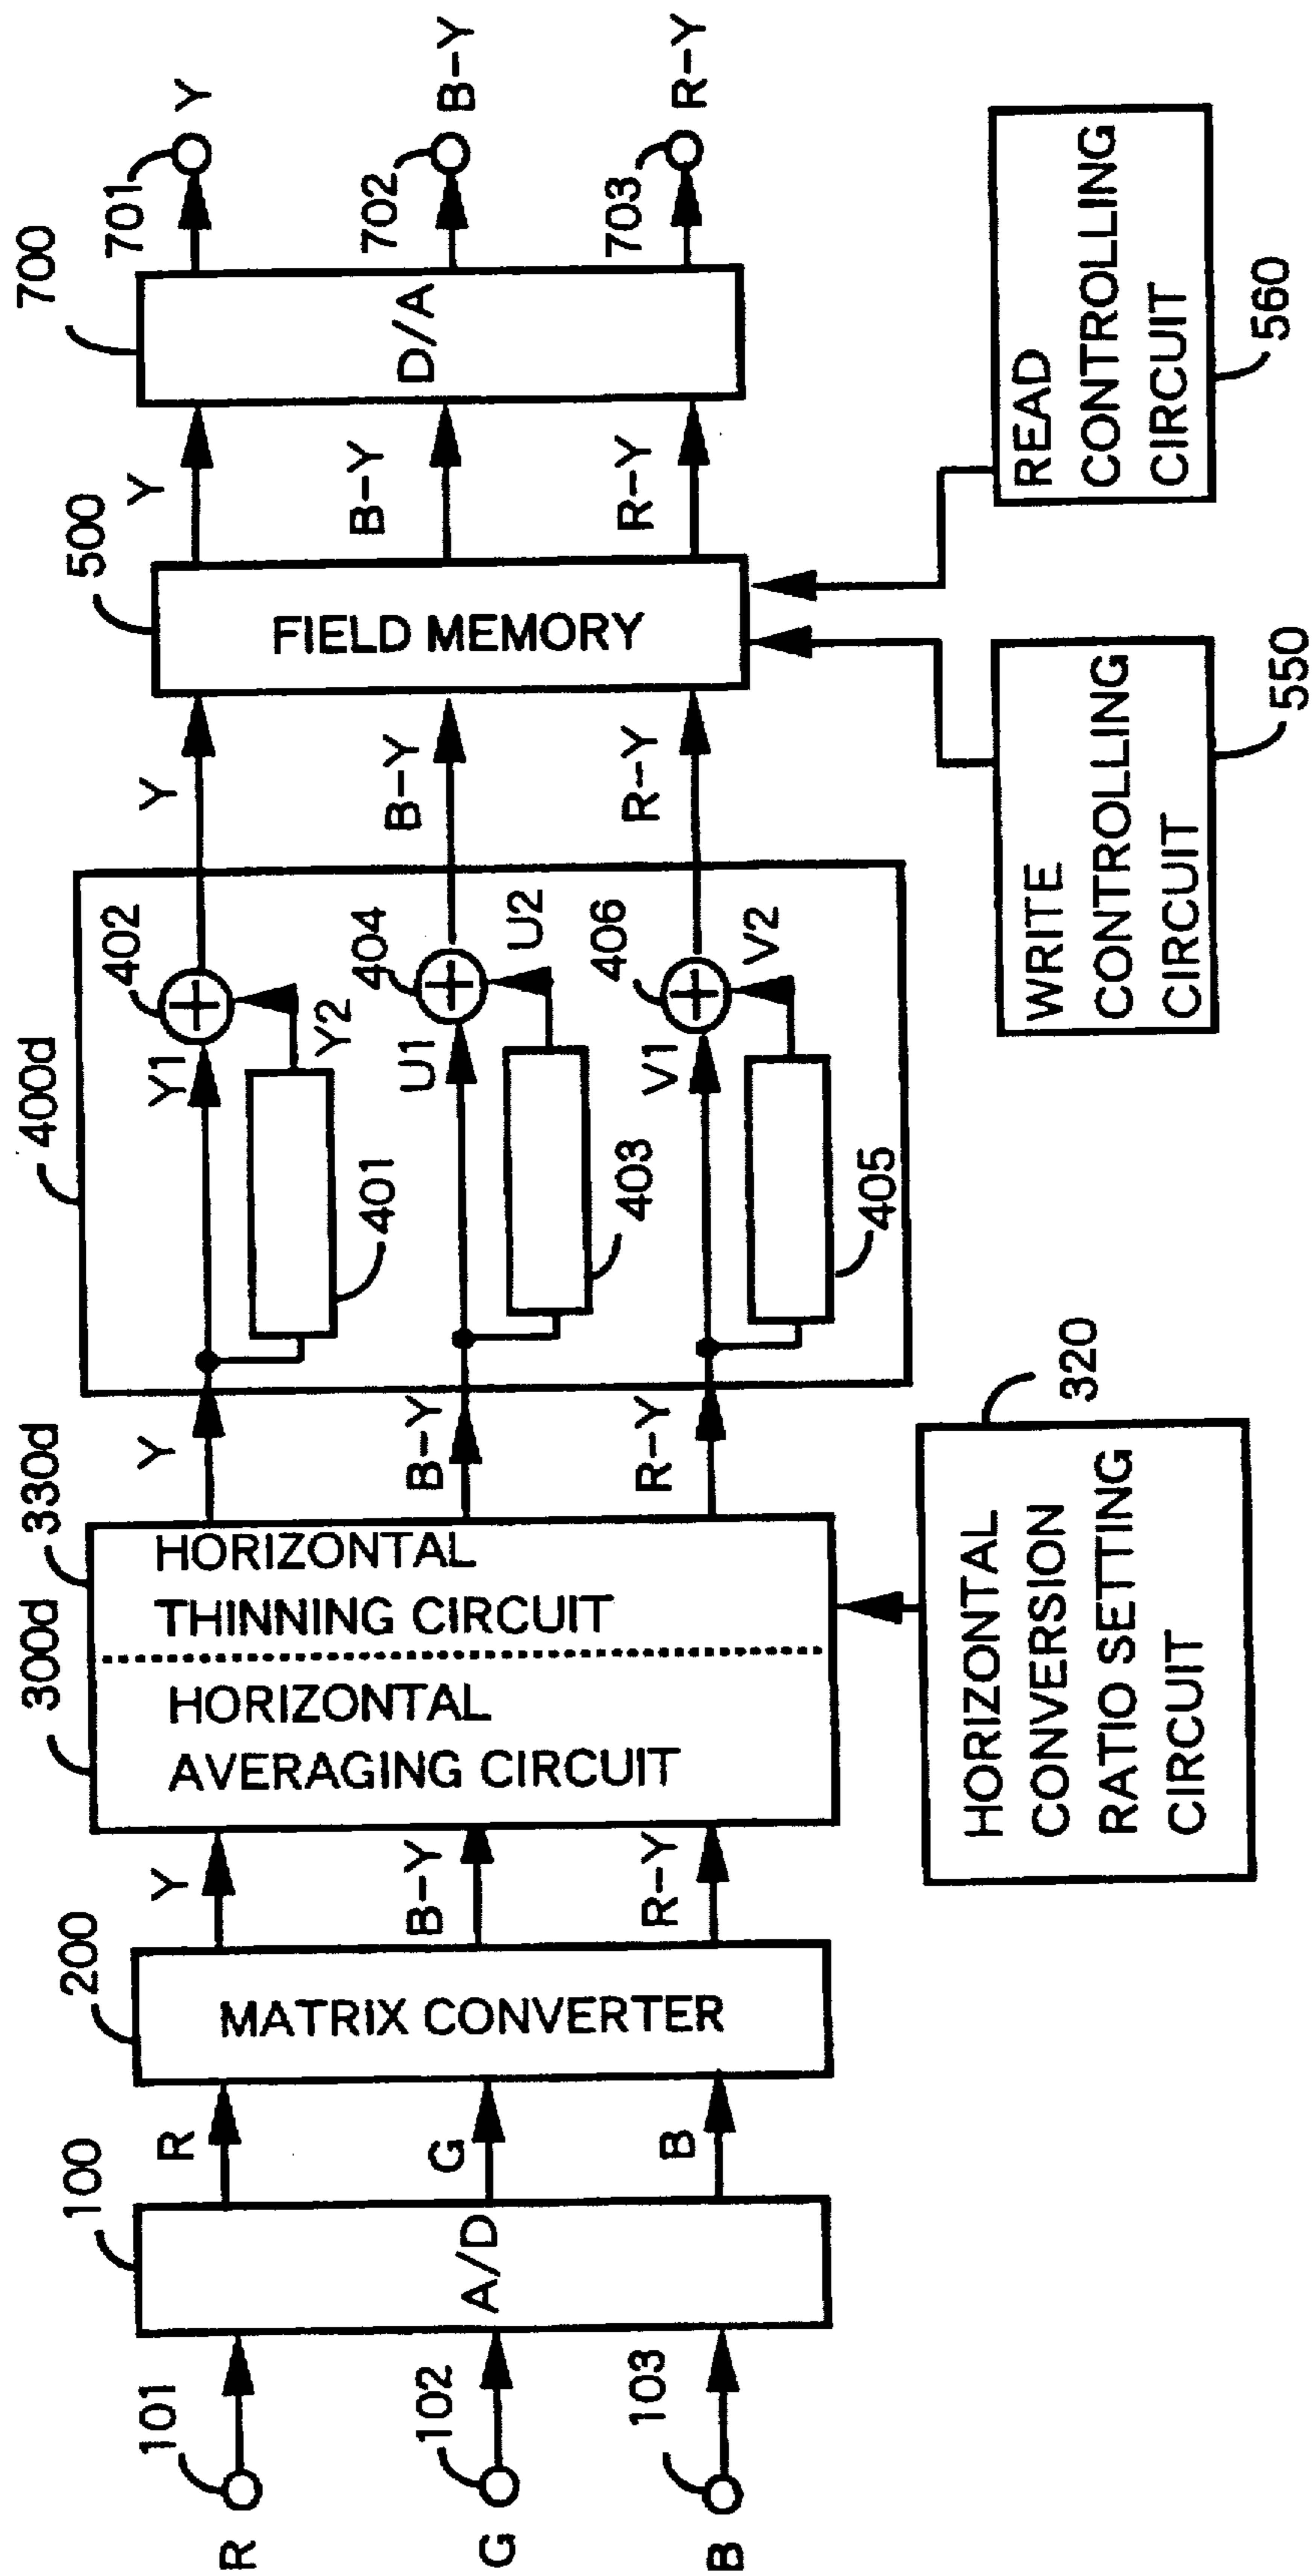 R
101
G
102
B
103
100
A/D
R
G
B
200
MATRIX CONVERTER
Y
B-Y
R-Y
300d
330d
HORIZONTAL
AVERAGING CIRCUIT
HORIZONTAL
THINNING CIRCUIT
320
HORIZONTAL
CONVERSION
RATIO SETTING
CIRCUIT
Y
B-Y
R-Y
400d
401
Y1
Y2
402
403
U1
U2
404
405
V1
V2
406
Y
B-Y
R-Y
500
FIELD MEMORY
WRITE
CONTROLLING
CIRCUIT
550
READ
CONTROLLING
CIRCUIT
560
Y
B-Y
R-Y
700
D/A
701
Y
702
B-Y
703
R-Y